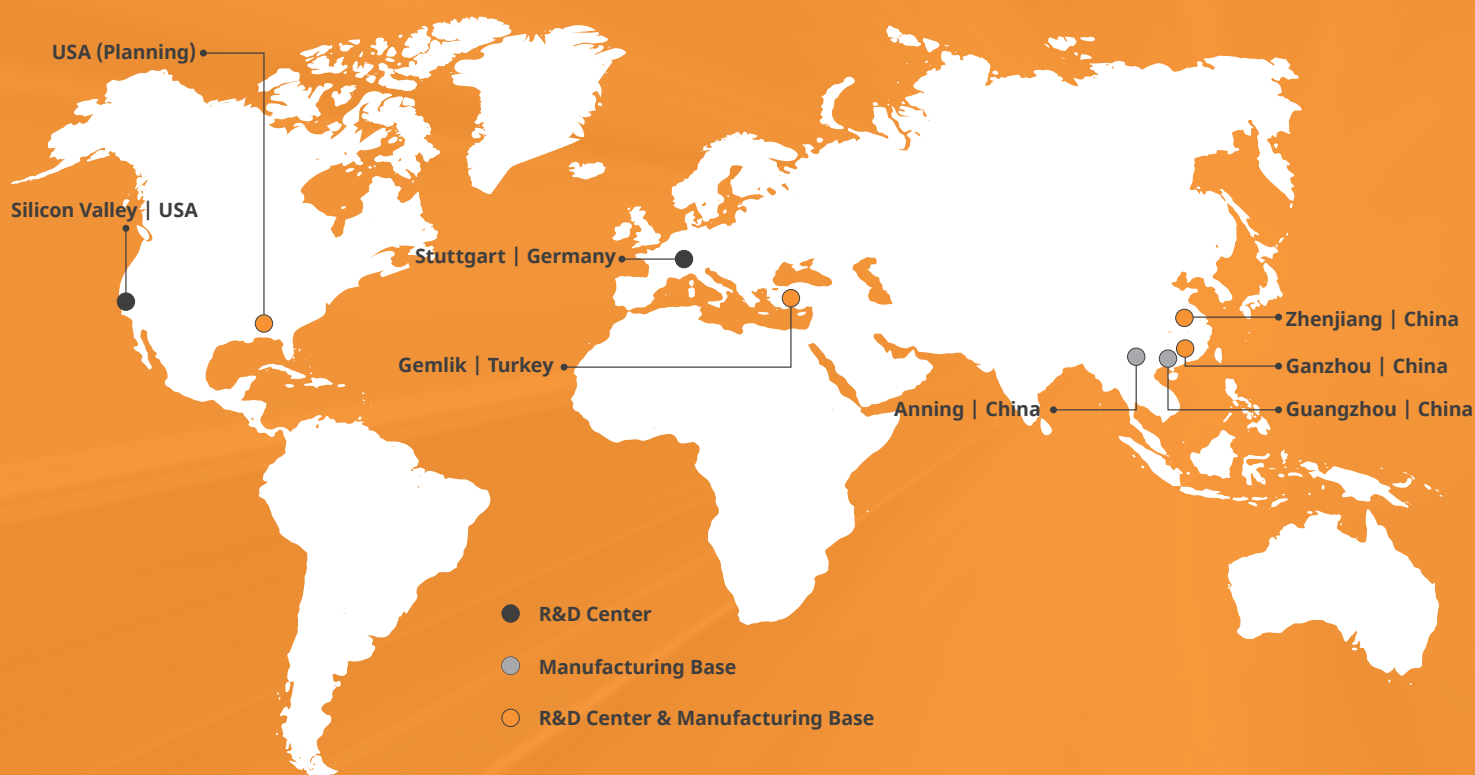 USA (Planning)
Silicon Valley | USA
Stuttgart | Germany
Zhenjiang | China
Gemlik | Turkey
Ganzhou | China
Anning | China
Guangzhou | China
R&D Center
Manufacturing Base
R&D Center & Manufacturing Base